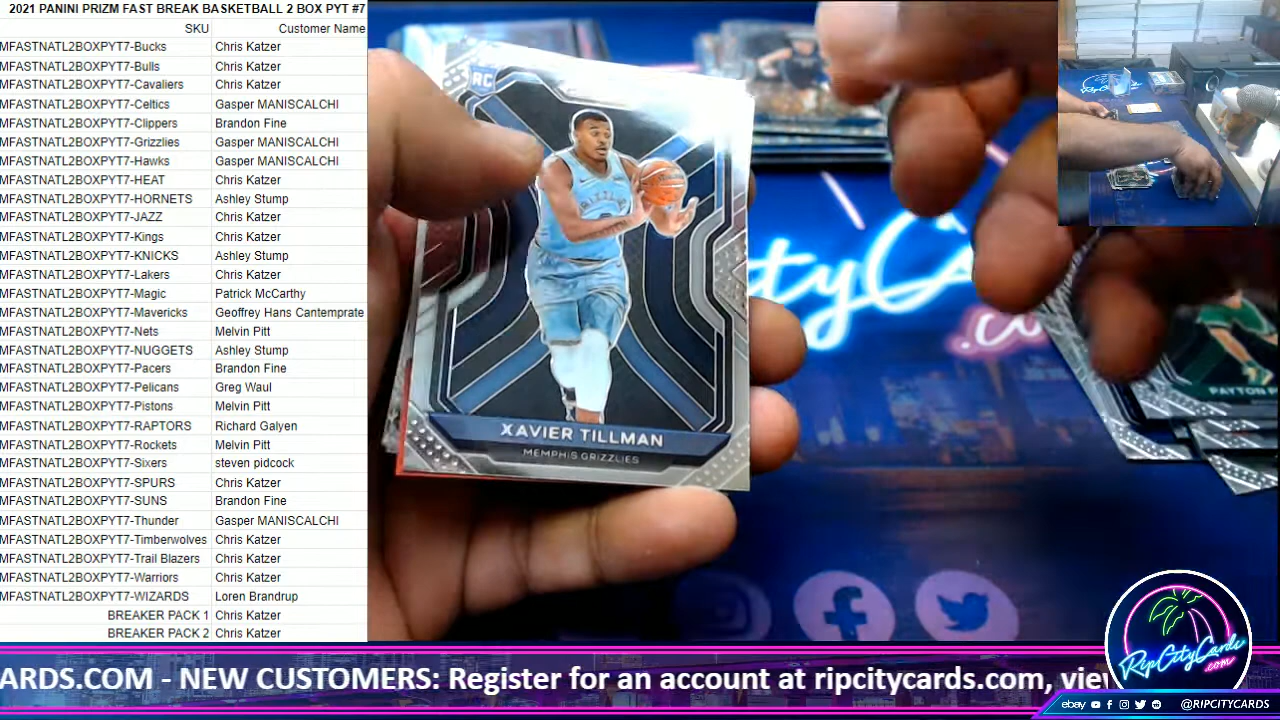 2021 PANINI PRIZM FAST BREAK BASKETBALL 2 BOX PYT #7
SKU Customer Name
MFASTNATL2BOXPYT7-Bucks Chris Katzer
MFASTNATL2BOXPYT7-Bulls Chris Katzer
MFASTNATL2BOXPYT7-Cavaliers Chris Katzer
MFASTNATL2BOXPYT7-Celtics Gasper MANISCALCHI
MFASTNATL2BOXPYT7-Clippers Brandon Fine
MFASTNATL2BOXPYT7-Grizzlies Gasper MANISCALCHI
MFASTNATL2BOXPYT7-Hawks Gasper MANISCALCHI
MFASTNATL2BOXPYT7-HEAT Chris Katzer
MFASTNATL2BOXPYT7-HORNETS Ashley Stump
MFASTNATL2BOXPYT7-JAZZ Chris Katzer
MFASTNATL2BOXPYT7-Kings Chris Katzer
MFASTNATL2BOXPYT7-KNICKS Ashley Stump
MFASTNATL2BOXPYT7-Lakers Chris Katzer
MFASTNATL2BOXPYT7-Magic Patrick McCarthy
MFASTNATL2BOXPYT7-Mavericks Geoffrey Hans Cantemprate
MFASTNATL2BOXPYT7-Nets Melvin Pitt
MFASTNATL2BOXPYT7-NUGGETS Ashley Stump
MFASTNATL2BOXPYT7-Pacers Brandon Fine
MFASTNATL2BOXPYT7-Pelicans Greg Waul
MFASTNATL2BOXPYT7-Pistons Melvin Pitt
MFASTNATL2BOXPYT7-RAPTORS Richard Galyen
MFASTNATL2BOXPYT7-Rockets Melvin Pitt
MFASTNATL2BOXPYT7-Sixers steven pidcock
MFASTNATL2BOXPYT7-SPURS Chris Katzer
MFASTNATL2BOXPYT7-SUNS Brandon Fine
MFASTNATL2BOXPYT7-Thunder Gasper MANISCALCHI
MFASTNATL2BOXPYT7-Timberwolves Chris Katzer
MFASTNATL2BOXPYT7-Trail Blazers Chris Katzer
MFASTNATL2BOXPYT7-Warriors Chris Katzer
MFASTNATL2BOXPYT7-WIZARDS Loren Brandrup
BREAKER PACK 1 Chris Katzer
BREAKER PACK 2 Chris Katzer
RC
XAVIER TILLMAN
MEMPHIS GRIZZLIES
tyC
.co
PAYTON
RipCityCards
.com
ARDS.COM - NEW CUSTOMERS: Register for an account at ripcitycards.com, view
ebay @RIPCITYCARDS